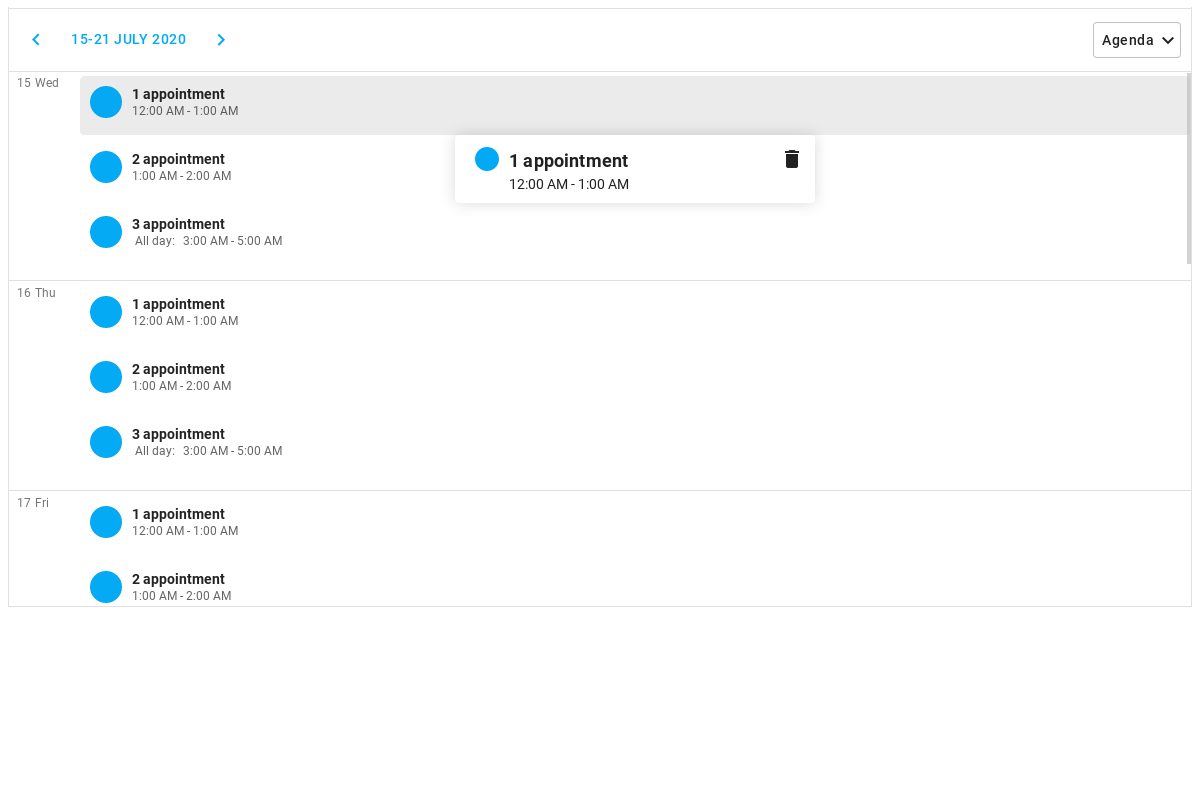 15-21 JULY 2020
Agenda
15 Wed
1 appointment
12:00 AM - 1:00 AM
2 appointment
1:00 AM - 2:00 AM
1 appointment
12:00 AM - 1:00 AM
3 appointment
All day: 3:00 AM - 5:00 AM
16 Thu
1 appointment
12:00 AM - 1:00 AM
2 appointment
1:00 AM - 2:00 AM
3 appointment
All day: 3:00 AM - 5:00 AM
17 Fri
1 appointment
12:00 AM - 1:00 AM
2 appointment
1:00 AM - 2:00 AM